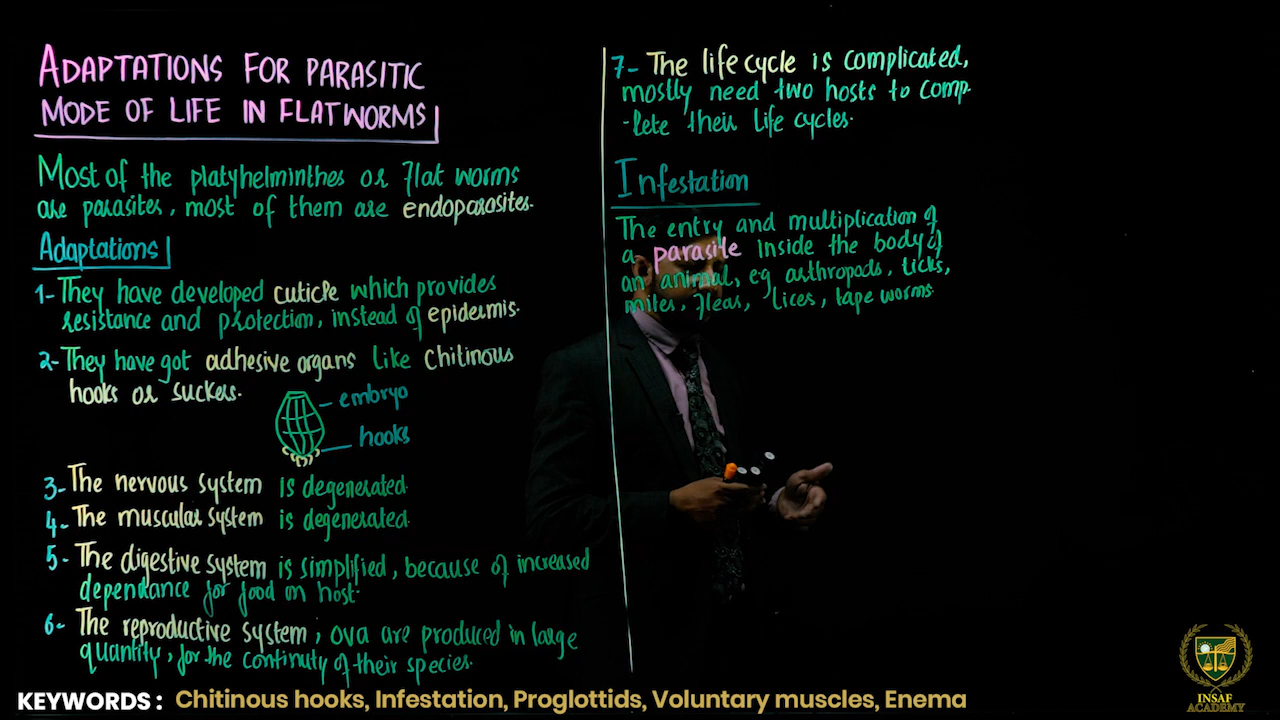 ADAPTATIONS FOR PARASITIC
MODE OF LIFE IN FLATWORMS
Most of the platyhelminthes or flat worms
are parasites, most of them are endoparasites.
Adaptations
1- They have developed cuticle which provides
resistance and protection, instead of epidermis.
2- They have got adhesive organs like chitinous
hooks or suckers.
embryo
hooks
3- The nervous system is degenerated.
4- The muscular system is degenerated.
5- The digestive system is simplified, because of increased
dependance for food on host.
6- The reproductive system; ova are produced in large
quantity, for the continuity of their species.
7- The life cycle is complicated,
mostly need two hosts to comp-
-lete their life cycles.
Infestation
The entry and multiplication of
a parasite inside the body of
an animal, eg arthropods, ticks,
mites, fleas, lices, tape worms.
KEYWORDS : Chitinous hooks, Infestation, Proglottids, Voluntary muscles, Enema
INSAF
ACADEMY